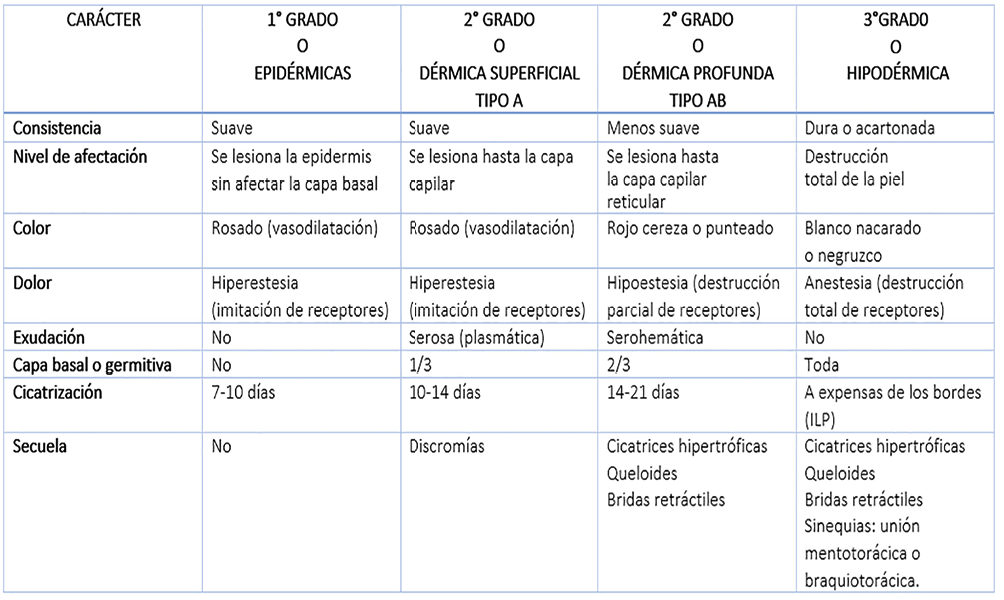 CARÁCTER
1° GRADO
O
EPIDÉRMICAS
2° GRADO
O
DÉRMICA SUPERFICIAL
TIPO A
2° GRADO
O
DÉRMICA PROFUNDA
TIPO AB
3°GRAD0
O
HIPODÉRMICA
Consistencia
Suave
Suave
Menos suave
Dura o acartonada
Nivel de afectación
Se lesiona la epidermis
sin afectar la capa basal
Se lesiona hasta la capa
capilar
Se lesiona hasta
la capa capilar
reticular
Destrucción
total de la piel
Color
Rosado (vasodilatación)
Rosado (vasodilatación)
Rojo cereza o punteado
Blanco nacarado
o negruzco
Dolor
Hiperestesia
(imitación de receptores)
Hiperestesia
(imitación de receptores)
Hipoestesia (destrucción
parcial de receptores)
Anestesia (destrucción
total de receptores)
Exudación
No
Serosa (plasmática)
Serohemática
No
Capa basal o germitiva
No
1/3
2/3
Toda
Cicatrización
7-10 días
10-14 días
14-21 días
A expensas de los bordes
(ILP)
Secuela
No
Discromías
Cicatrices hipertróficas
Queloides
Bridas retráctiles
Cicatrices hipertróficas
Queloides
Bridas retráctiles
Sinequias: unión
mentotorácica o
braquiotorácica.